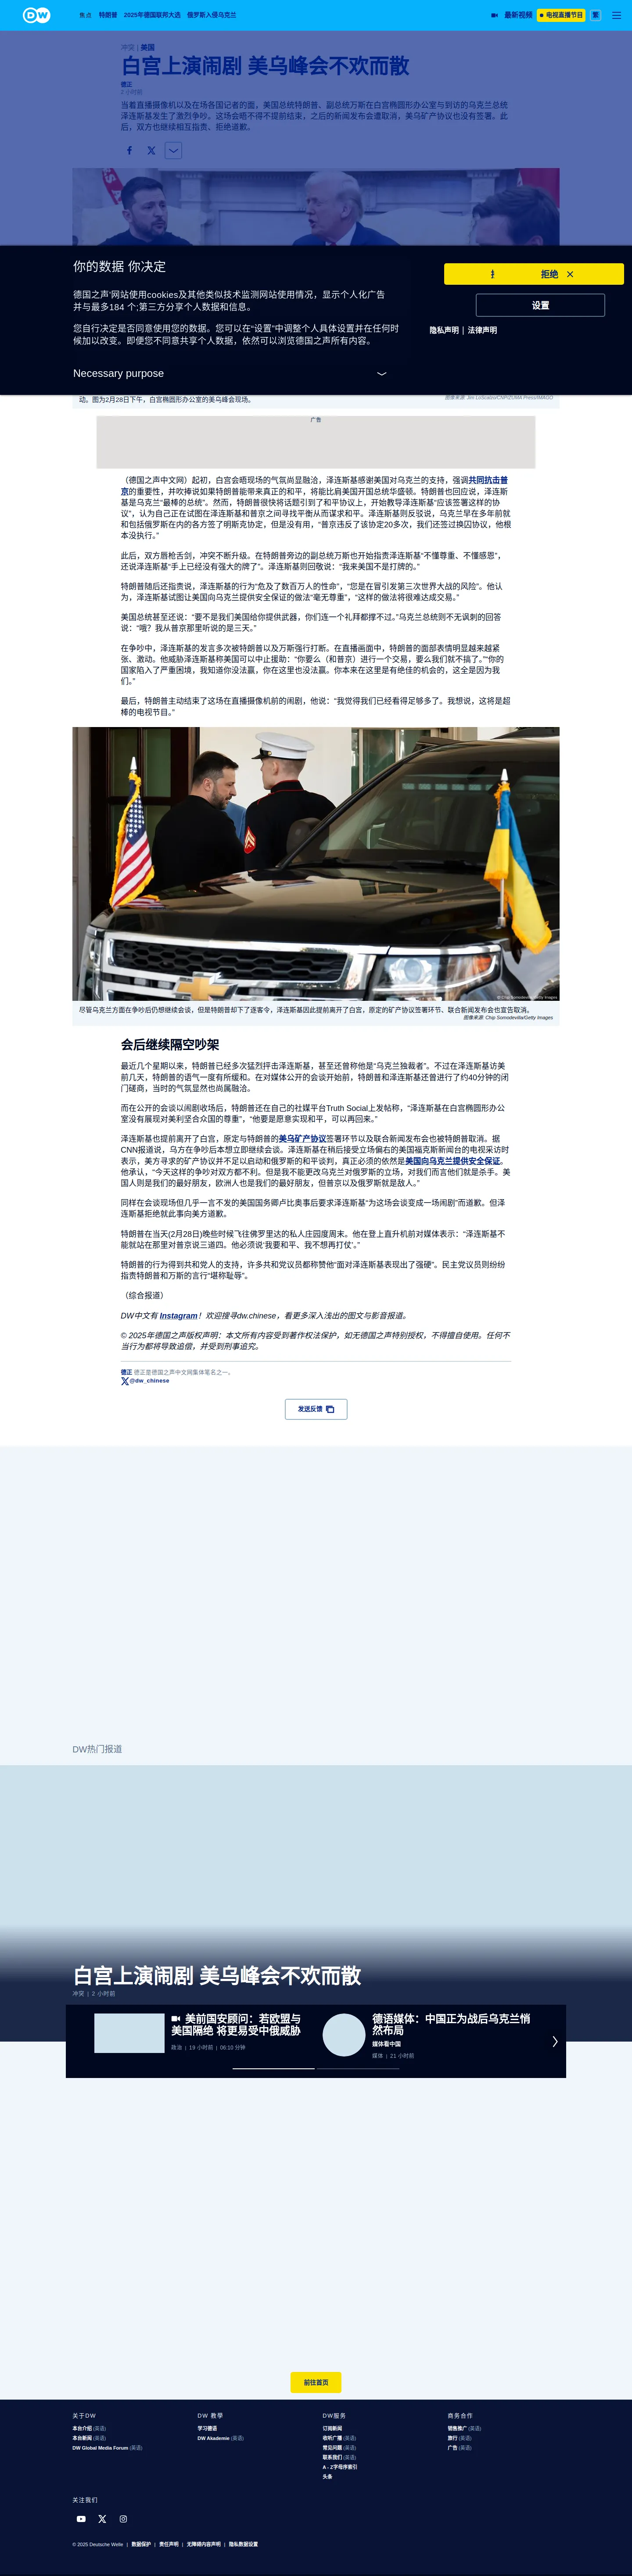 DW
焦点 特朗普 2025年德国联邦大选 俄罗斯入侵乌克兰
最新视频 电视直播节目 繁
冲突 | 美国
白宫上演闹剧 美乌峰会不欢而散
德正
2 小时前
当着直播摄像机以及在场各国记者的面，美国总统特朗普、副总统万斯在白宫椭圆形办公室与到访的乌克兰总统
泽连斯基发生了激烈争吵。这场会晤不得不提前结束，之后的新闻发布会遭取消，美乌矿产协议也没有签署。此
后，双方也继续相互指责、拒绝道歉。
你的数据 你决定
德国之声'网站使用cookies及其他类似技术监测网站使用情况，显示个人化广告
并与最多184 个;第三方分享个人数据和信息。
您自行决定是否同意使用您的数据。您可以在“设置”中调整个人具体设置并在任何时
候加以改变。即便您不同意共享个人数据，依然可以浏览德国之声所有内容。
Necessary purpose
拒绝
设置
隐私声明 | 法律声明
动。图为2月28日下午，白宫椭圆形办公室的美乌峰会现场。
图像来源: Jim LoScalzo/CNP/ZUMA Press/IMAGO
广告
（德国之声中文网）起初，白宫会晤现场的气氛尚显融洽，泽连斯基感谢美国对乌克兰的支持，强调共同抗击普
京的重要性，并吹捧说如果特朗普能带来真正的和平，将能比肩美国开国总统华盛顿。特朗普也回应说，泽连斯
基是乌克兰“最棒的总统”。然而，特朗普很快将话题引到了和平协议上，开始教导泽连斯基“应该签署这样的协
议”，认为自己正在试图在泽连斯基和普京之间寻找平衡从而谋求和平。泽连斯基则反驳说，乌克兰早在多年前就
和包括俄罗斯在内的各方签了明斯克协定，但是没有用，“普京违反了该协定20多次，我们还签过换囚协议，他根
本没执行。”
此后，双方唇枪舌剑，冲突不断升级。在特朗普旁边的副总统万斯也开始指责泽连斯基“不懂尊重、不懂感恩”，
还说泽连斯基“手上已经没有强大的牌了”。泽连斯基则回敬说：“我来美国不是打牌的。”
特朗普随后还指责说，泽连斯基的行为“危及了数百万人的性命”，“您是在冒引发第三次世界大战的风险”。他认
为，泽连斯基试图让美国向乌克兰提供安全保证的做法“毫无尊重”，“这样的做法将很难达成交易。”
美国总统甚至还说：“要不是我们美国给你提供武器，你们连一个礼拜都撑不过。”乌克兰总统则不无讽刺的回答
说：“哦？我从普京那里听说的是三天。”
在争吵中，泽连斯基的发言多次被特朗普以及万斯强行打断。在直播画面中，特朗普的面部表情明显越来越紧
张、激动。他威胁泽连斯基称美国可以中止援助：“你要么（和普京）进行一个交易，要么我们就不搞了。”“你的
国家陷入了严重困境，我知道你没法赢，你在这里也没法赢。你本来在这里是有绝佳的机会的，这全是因为我
们。”
最后，特朗普主动结束了这场在直播摄像机前的闹剧，他说：“我觉得我们已经看得足够多了。我想说，这将是超
棒的电视节目。”
尽管乌克兰方面在争吵后仍想继续会谈，但是特朗普却下了逐客令，泽连斯基因此提前离开了白宫，原定的矿产协议签署环节、联合新闻发布会也宣告取消。
图像来源: Chip Somodevilla/Getty Images
会后继续隔空吵架
最近几个星期以来，特朗普已经多次猛烈抨击泽连斯基，甚至还曾称他是“乌克兰独裁者”。不过在泽连斯基访美
前几天，特朗普的语气一度有所缓和。在对媒体公开的会谈开始前，特朗普和泽连斯基还曾进行了约40分钟的闭
门磋商，当时的气氛显然也尚属融洽。
而在公开的会谈以闹剧收场后，特朗普还在自己的社媒平台Truth Social上发帖称，“泽连斯基在白宫椭圆形办公
室没有展现对美利坚合众国的尊重”，“他要是愿意实现和平，可以再回来。”
泽连斯基也提前离开了白宫，原定与特朗普的美乌矿产协议签署环节以及联合新闻发布会也被特朗普取消。据
CNN报道说，乌方在争吵后本想立即继续会谈。泽连斯基在稍后接受立场偏右的美国福克斯新闻台的电视采访时
表示，美方寻求的矿产协议并不足以启动和俄罗斯的和平谈判，真正必须的依然是美国向乌克兰提供安全保证。
他承认，“今天这样的争吵对双方都不利。但是我不能更改乌克兰对俄罗斯的立场，对我们而言他们就是杀手。美
国人则是我们的最好朋友，欧洲人也是我们的最好朋友，但普京以及俄罗斯就是敌人。”
同样在会谈现场但几乎一言不发的美国国务卿卢比奥事后要求泽连斯基“为这场会谈变成一场闹剧”而道歉。但泽
连斯基拒绝就此事向美方道歉。
特朗普在当天(2月28日)晚些时候飞往佛罗里达的私人庄园度周末。他在登上直升机前对媒体表示：“泽连斯基不
能就站在那里对普京说三道四。他必须说‘我要和平、我不想再打仗’。”
特朗普的行为得到共和党人的支持，许多共和党议员都称赞他“面对泽连斯基表现出了强硬”。民主党议员则纷纷
指责特朗普和万斯的言行“堪称耻辱”。
（综合报道）
DW中文有 Instagram！欢迎搜寻dw.chinese，看更多深入浅出的图文与影音报道。
© 2025年德国之声版权声明：本文所有内容受到著作权法保护，如无德国之声特别授权，不得擅自使用。任何不
当行为都将导致追偿，并受到刑事追究。
德正 德正是德国之声中文网集体笔名之一。
@dw_chinese
发送反馈
DW热门报道
白宫上演闹剧 美乌峰会不欢而散
冲突 | 2 小时前
美前国安顾问：若欧盟与
美国隔绝 将更易受中俄威胁
政治 | 19 小时前 | 06:10 分钟
德语媒体：中国正为战后乌克兰悄
然布局
媒体看中国
媒体 | 21 小时前
前往首页
关于DW
本台介绍 (英语)
本台新闻 (英语)
DW Global Media Forum (英语)
DW 教学
学习德语
DW Akademie (英语)
DW服务
订阅新闻
收听广播 (英语)
常见问题 (英语)
联系我们 (英语)
A - Z字母序索引
头条
商务合作
销售推广 (英语)
旅行 (英语)
广告 (英语)
关注我们
© 2025 Deutsche Welle | 数据保护 | 责任声明 | 无障碍内容声明 | 隐私数据设置